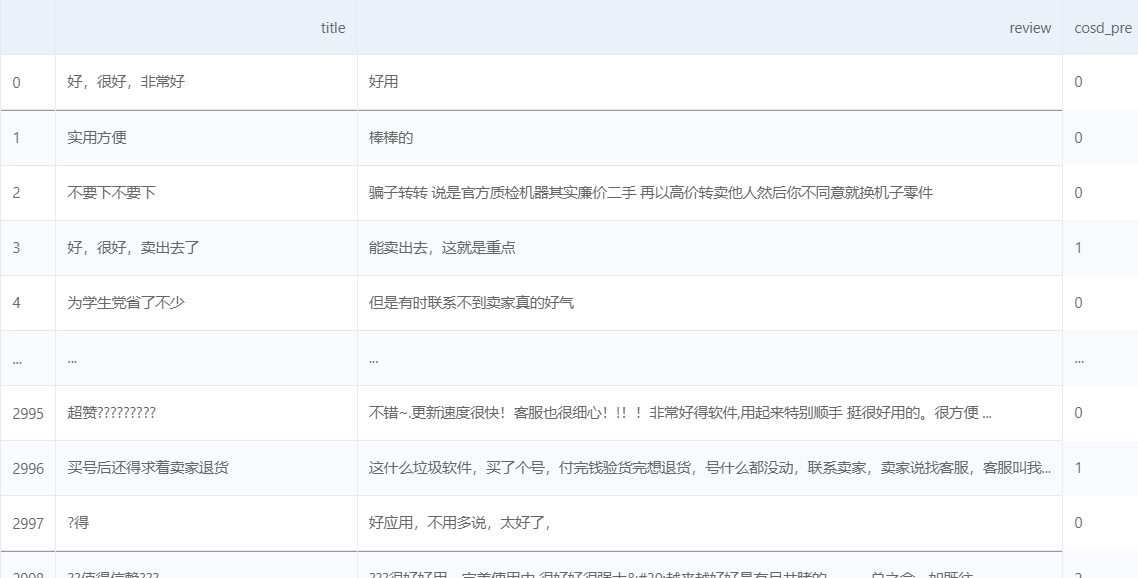 title review cosd_pre
0 好，很好，非常好 好用 0
1 实用方便 棒棒的 0
2 不要下不要下 骗子转转 说是官方质检机器其实廉价二手 再以高价转卖他人然后你不同意就换机子零件 0
3 好，很好，卖出去了 能卖出去，这就是重点 1
4 为学生党省了不少 但是有时联系不到卖家真的好气 0
... ... ... ...
2995 超赞????????? 不错~.更新速度很快！客服也很细心！!！！非常好得软件,用起来特别顺手 挺很好用的。很方便 ... 0
2996 买号后还得求着卖家退货 这什么垃圾软件，买了个号，付完钱验货完想退货，号什么都没动，联系卖家，卖家说找客服，客服叫我... 1
2997 ?得 好应用，不用多说，太好了， 0